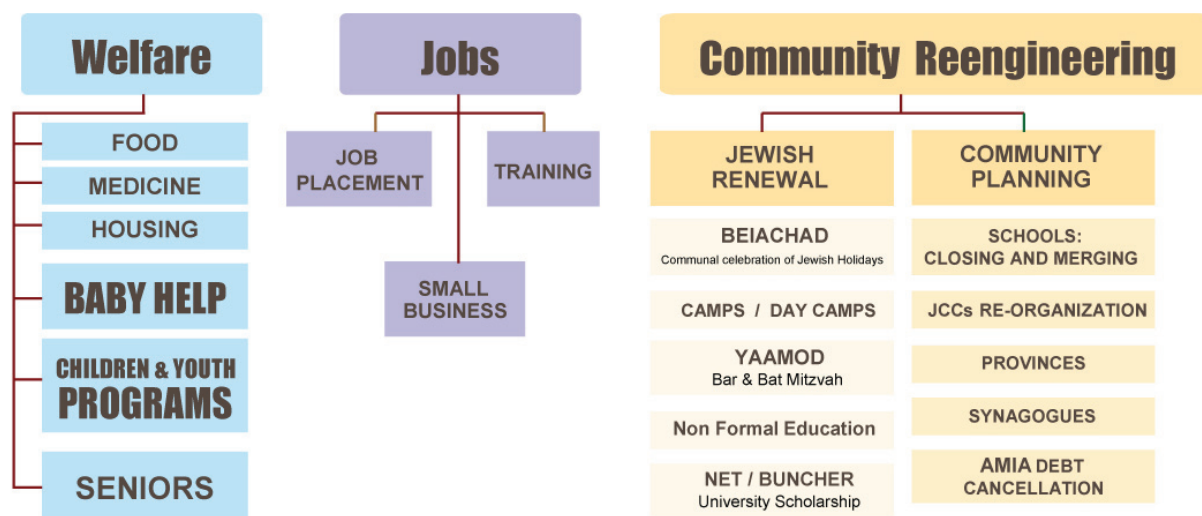 Welfare
FOOD
MEDICINE
HOUSING
BABY HELP
CHILDREN & YOUTH
PROGRAMS
SENIORS
Jobs
JOB
PLACEMENT
TRAINING
SMALL
BUSINESS
Community Reengineering
JEWISH
RENEWAL
BEIACHAD
Communal celebration of Jewish Holidays
CAMPS / DAY CAMPS
YAAMOD
Bar & Bat Mitzvah
Non Formal Education
NET / BUNCHER
University Scholarship
COMMUNITY
PLANNING
SCHOOLS:
CLOSING AND MERGING
JCCs RE-ORGANIZATION
PROVINCES
SYNAGOGUES
AMIA DEBT
CANCELLATION